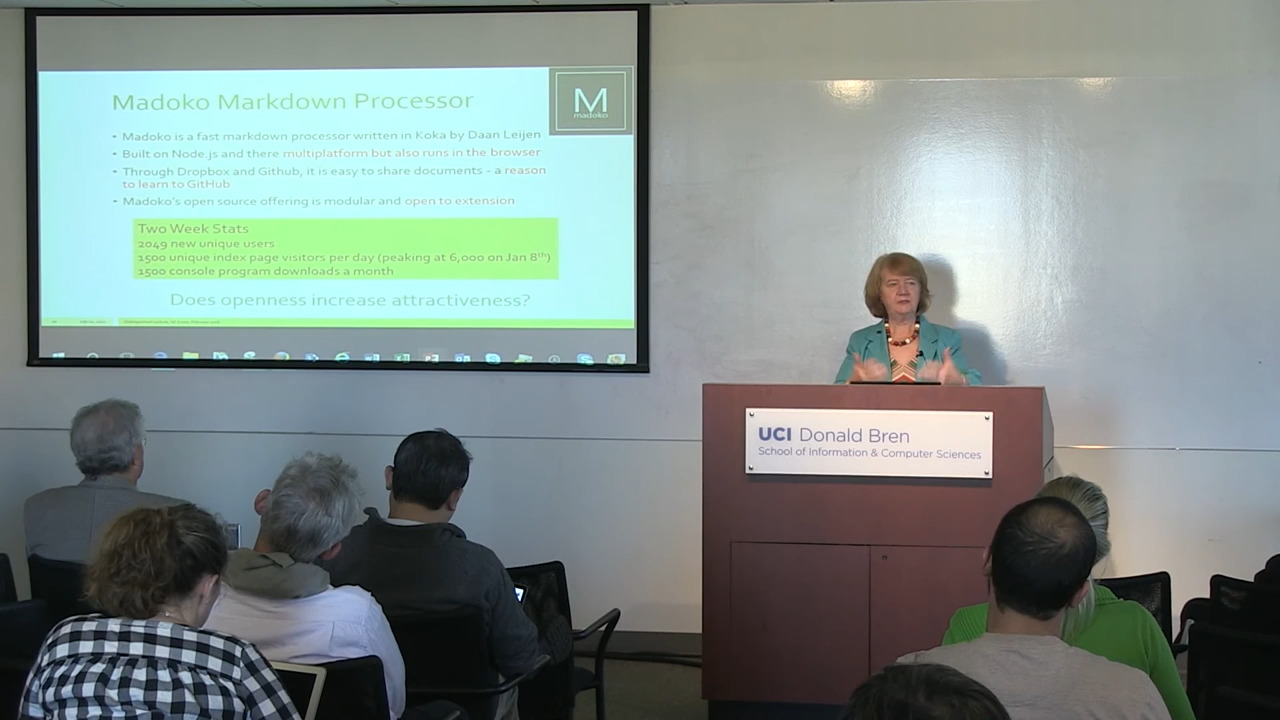 Madoko Markdown Processor
M
madoko
• Madoko is a fast markdown processor written in Koka by Daan Leijen
• Built on Node.js and there multiplatform but also runs in the browser
• Through Dropbox and Github, it is easy to share documents - a reason
to learn to GitHub
• Madoko's open source offering is modular and open to extension
Two Week Stats
2049 new unique users
1500 unique index page visitors per day (peaking at 6,000 on Jan 8th)
1500 console program downloads a month
Does openness increase attractiveness?
UCI Donald Bren
School of Information & Computer Sciences